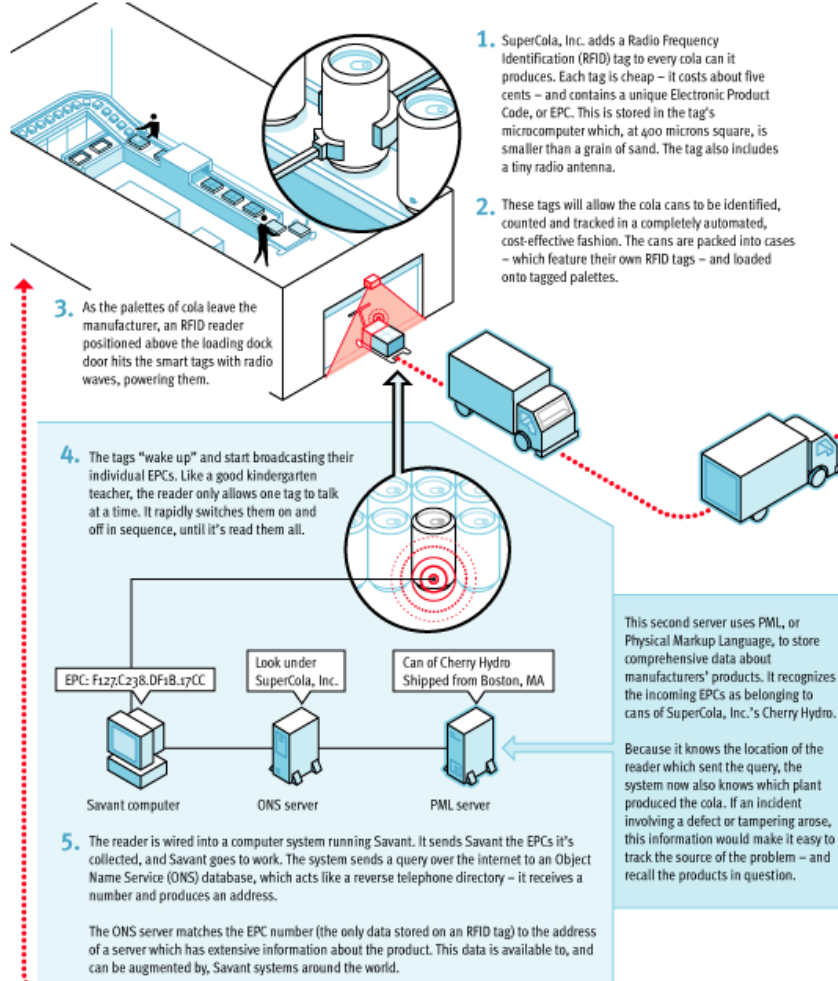 1. SuperCola, Inc. adds a Radio Frequency
Identification (RFID) tag to every cola can it
produces. Each tag is cheap – it costs about five
cents – and contains a unique Electronic Product
Code, or EPC. This is stored in the tag's
microcomputer which, at 400 microns square, is
smaller than a grain of sand. The tag also includes
a tiny radio antenna.
2. These tags will allow the cola cans to be identified,
counted and tracked in a completely automated,
cost-effective fashion. The cans are packed into cases
– which feature their own RFID tags – and loaded
onto tagged palettes.
3. As the palettes of cola leave the
manufacturer, an RFID reader
positioned above the loading dock
door hits the smart tags with radio
waves, powering them.
4. The tags "wake up" and start broadcasting their
individual EPCs. Like a good kindergarten
teacher, the reader only allows one tag to talk
at a time. It rapidly switches them on and
off in sequence, until it's read them all.
EPC: F127.C238.DF1B.17CC
Look under
SuperCola, Inc.
Can of Cherry Hydro
Shipped from Boston, MA
Savant computer
ONS server
PML server
This second server uses PML, or
Physical Markup Language, to store
comprehensive data about
manufacturers' products. It recognizes
the incoming EPCs as belonging to
cans of SuperCola, Inc.'s Cherry Hydro.
Because it knows the location of the
reader which sent the query, the
system now also knows which plant
produced the cola. If an incident
involving a defect or tampering arose,
this information would make it easy to
track the source of the problem – and
recall the products in question.
5. The reader is wired into a computer system running Savant. It sends Savant the EPCs it's
collected, and Savant goes to work. The system sends a query over the internet to an Object
Name Service (ONS) database, which acts like a reverse telephone directory – it receives a
number and produces an address.
The ONS server matches the EPC number (the only data stored on an RFID tag) to the address
of a server which has extensive information about the product. This data is available to, and
can be augmented by, Savant systems around the world.